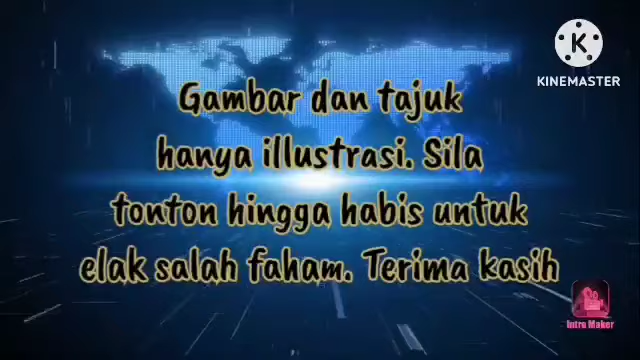 KINEMASTER
Gambar dan tajuk
hanya illustrasi. Sila
tonton hingga habis untuk
elak salah faham. Terima kasih
Intro Maker